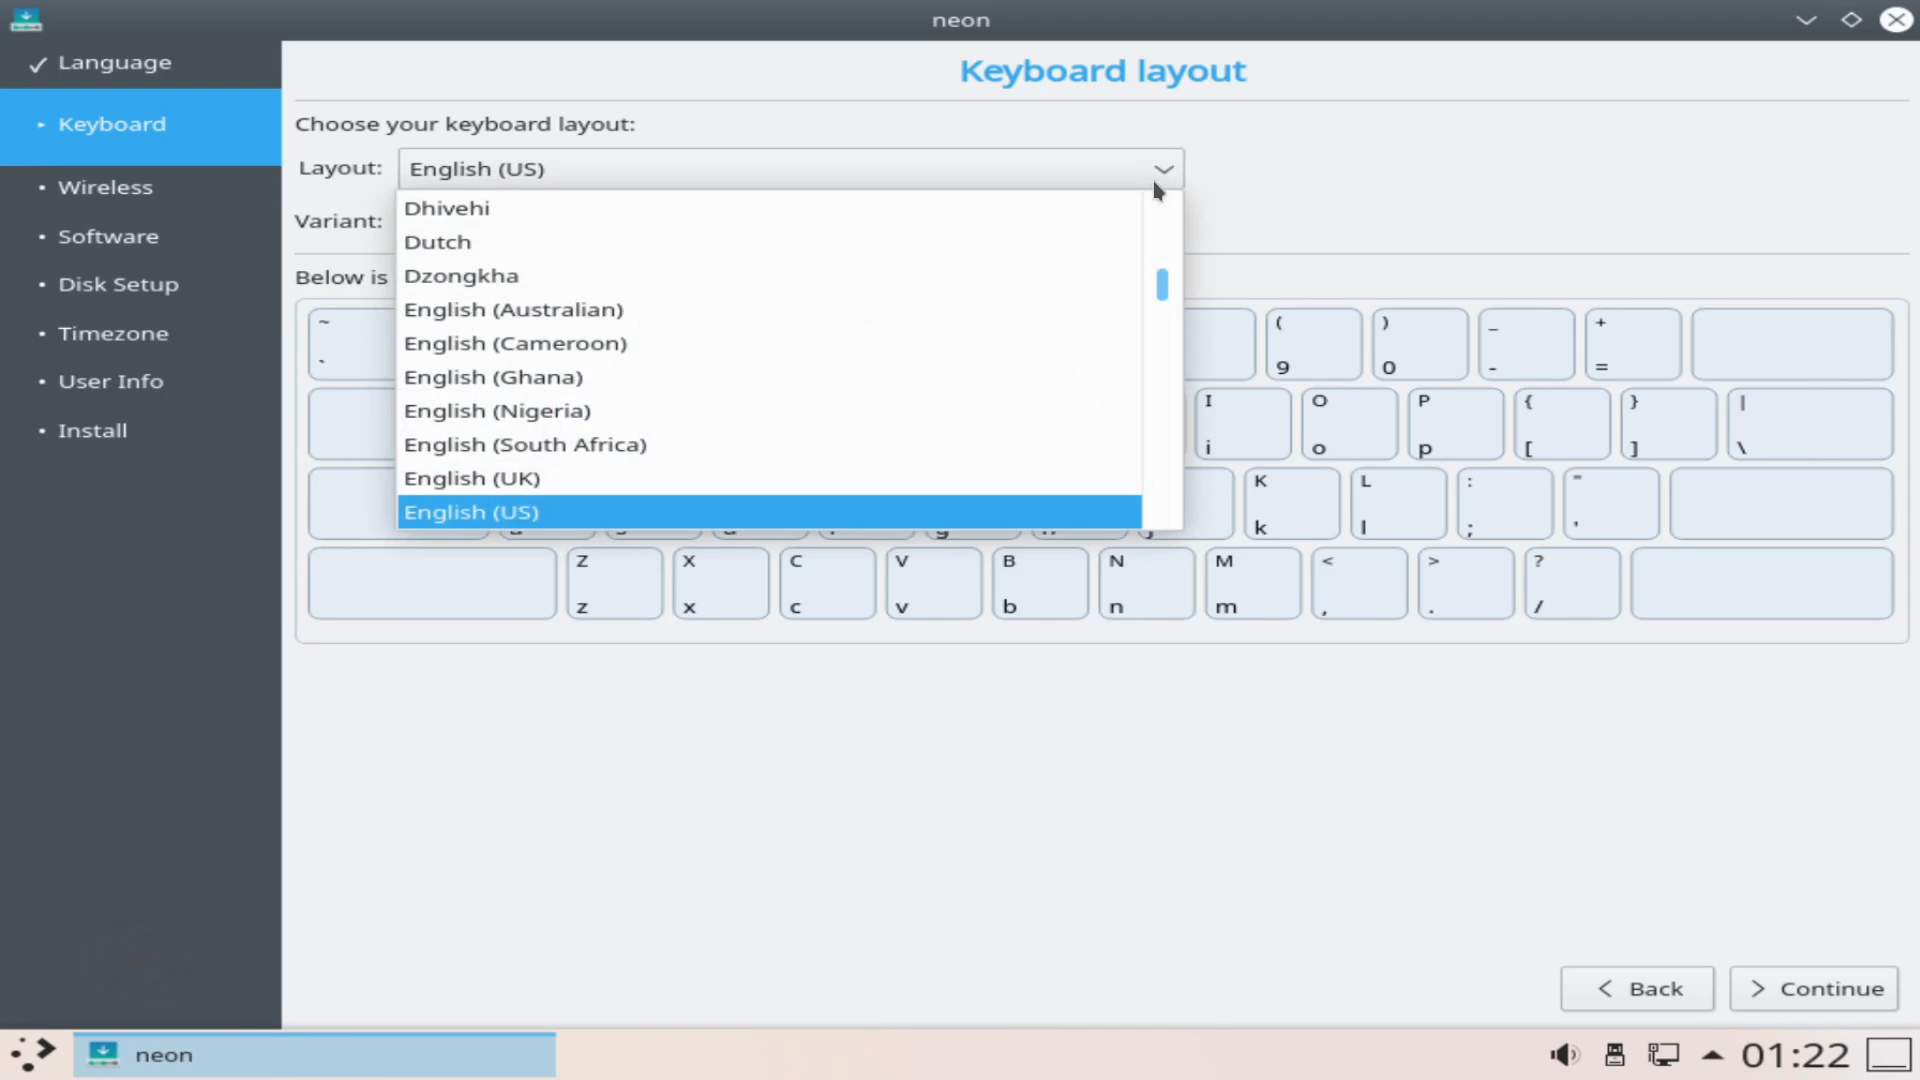 neon
✓ Language
Keyboard
Wireless
Software
Disk Setup
Timezone
User Info
Install
Keyboard layout
Choose your keyboard layout:
Layout: English (US)
Variant:
Below is
Dhivehi
Dutch
Dzongkha
English (Australian)
English (Cameroon)
English (Ghana)
English (Nigeria)
English (South Africa)
English (UK)
English (US)
~ ( ) _ +
` 9 0 - =
I O P { } |
i o p [ ] \
K L : "
g j k l ; '
Z X C V B N M < > ?
z x c v b n m , . /
< Back > Continue
neon 01:22